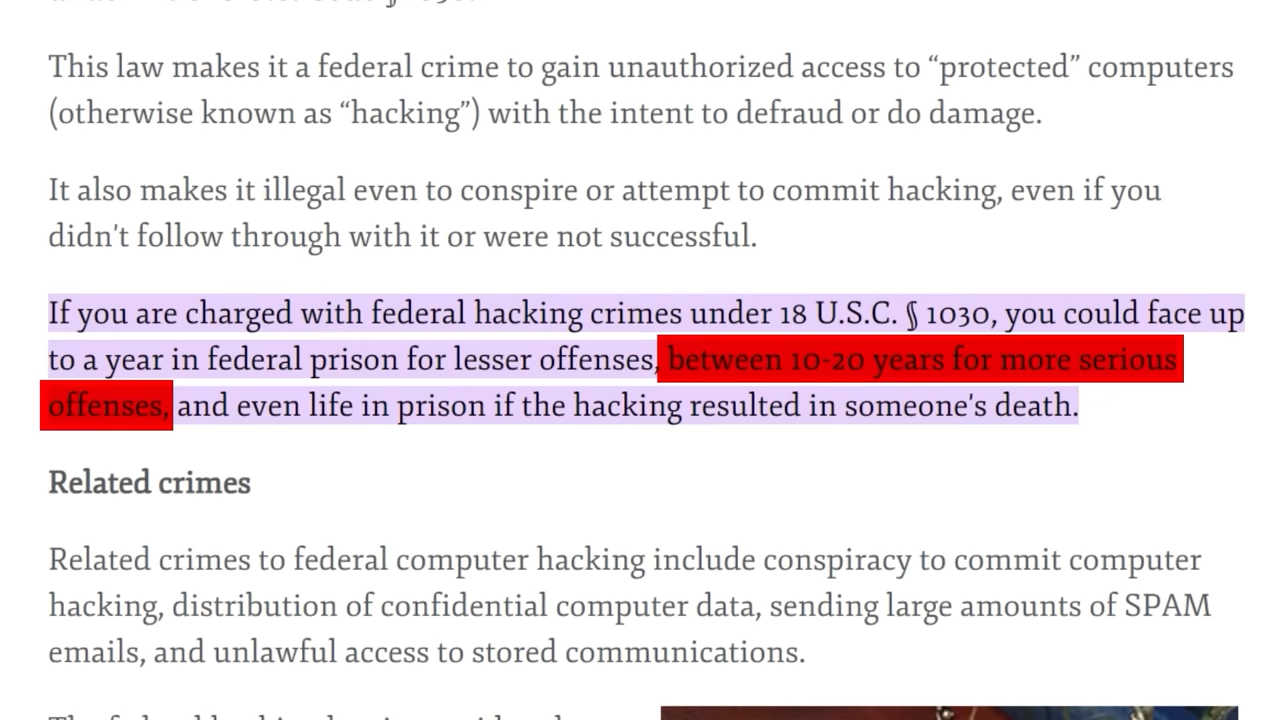 This law makes it a federal crime to gain unauthorized access to “protected” computers
(otherwise known as “hacking”) with the intent to defraud or do damage.
It also makes it illegal even to conspire or attempt to commit hacking, even if you
didn't follow through with it or were not successful.
If you are charged with federal hacking crimes under 18 U.S.C. § 1030, you could face up
to a year in federal prison for lesser offenses, between 10-20 years for more serious
offenses, and even life in prison if the hacking resulted in someone's death.
Related crimes
Related crimes to federal computer hacking include conspiracy to commit computer
hacking, distribution of confidential computer data, sending large amounts of SPAM
emails, and unlawful access to stored communications.